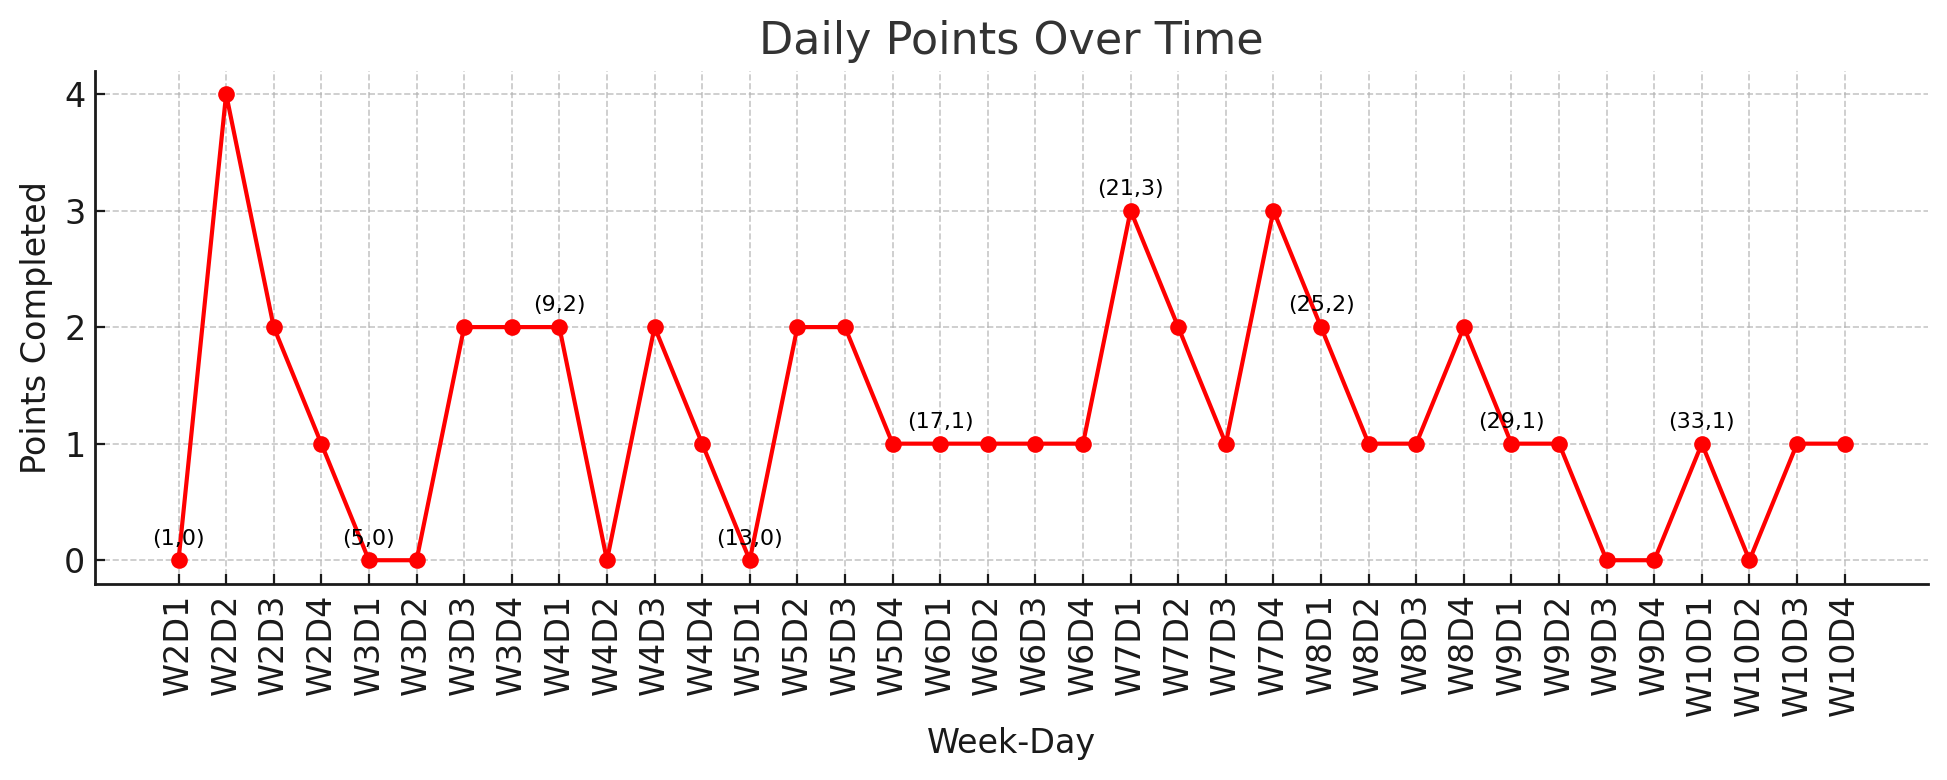 Daily Points Over Time
Points Completed
4
3
2
1
0
(1,0)
(5,0)
(9,2)
(13,0)
(17,1)
(21,3)
(25,2)
(29,1)
(33,1)
W2D1
W2D2
W2D3
W2D4
W3D1
W3D2
W3D3
W3D4
W4D1
W4D2
W4D3
W4D4
W5D1
W5D2
W5D3
W5D4
W6D1
W6D2
W6D3
W6D4
W7D1
W7D2
W7D3
W7D4
W8D1
W8D2
W8D3
W8D4
W9D1
W9D2
W9D3
W9D4
W10D1
W10D2
W10D3
W10D4
Week-Day